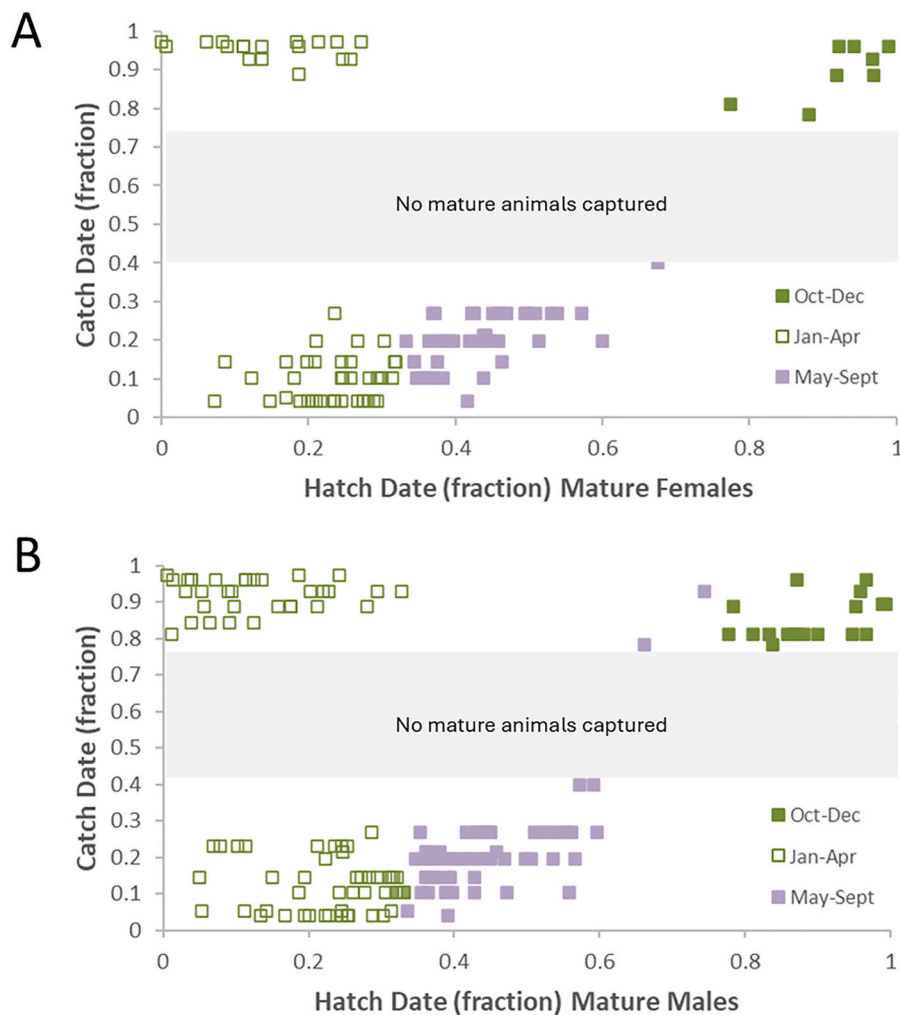 A
Catch Date (fraction)
1
0.9
0.8
0.7
0.6
0.5
0.4
0.3
0.2
0.1
0
No mature animals captured
Oct-Dec
Jan-Apr
May-Sept
0 0.2 0.4 0.6 0.8 1
Hatch Date (fraction) Mature Females
B
Catch Date (fraction)
1
0.9
0.8
0.7
0.6
0.5
0.4
0.3
0.2
0.1
0
No mature animals captured
Oct-Dec
Jan-Apr
May-Sept
0 0.2 0.4 0.6 0.8 1
Hatch Date (fraction) Mature Males